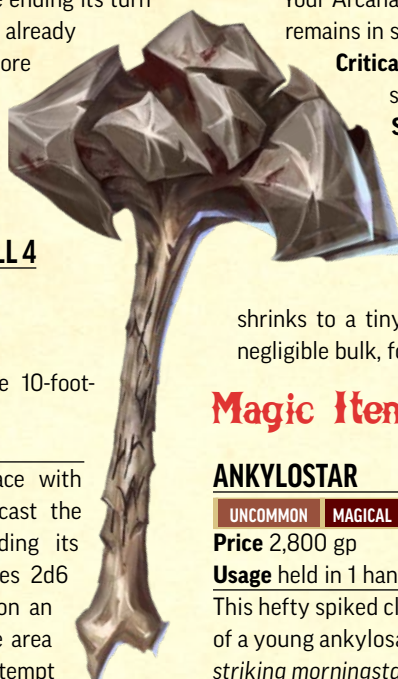 ending its turn
already
ore
LL 4
e 10-foot-
ace with
cast the
ding its
es 2d6
on an
e area
tempt
Your Arcana
remains in s
Critica
s
S
shrinks to a tiny
negligible bulk, fo
Magic Iten
ANKYLOSTAR
UNCOMMON MAGICAL
Price 2,800 gp
Usage held in 1 han
This hefty spiked cl
of a young ankylosa
striking morningsta